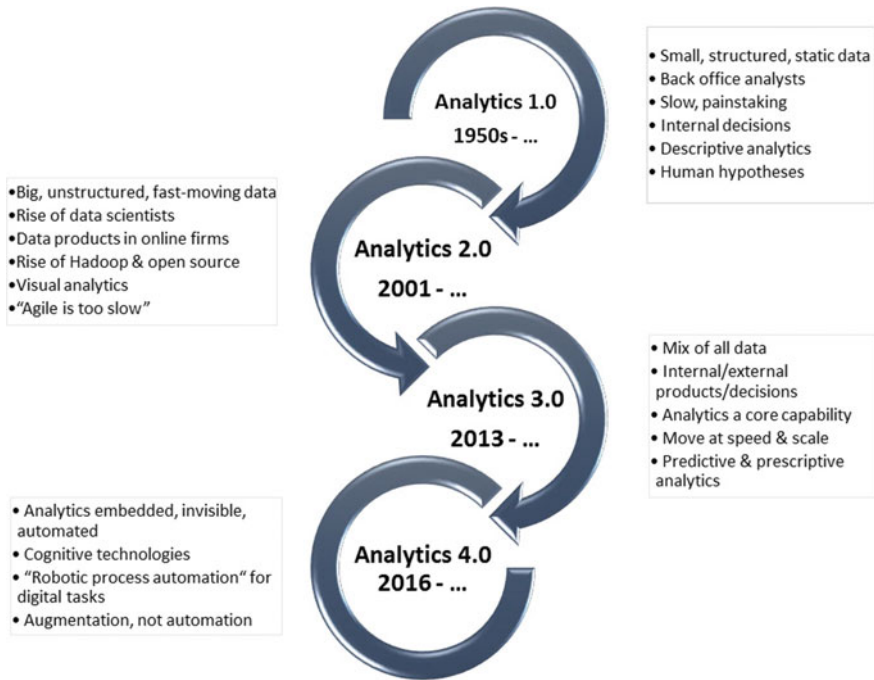 Analytics 1.0
1950s - ...
• Small, structured, static data
• Back office analysts
• Slow, painstaking
• Internal decisions
• Descriptive analytics
• Human hypotheses
Analytics 2.0
2001 - ...
•Big, unstructured, fast-moving data
•Rise of data scientists
•Data products in online firms
•Rise of Hadoop & open source
•Visual analytics
•“Agile is too slow”
Analytics 3.0
2013 - ...
• Mix of all data
• Internal/external
products/decisions
• Analytics a core capability
• Move at speed & scale
• Predictive & prescriptive
analytics
Analytics 4.0
2016 - ...
• Analytics embedded, invisible,
automated
• Cognitive technologies
• “Robotic process automation“ for
digital tasks
• Augmentation, not automation